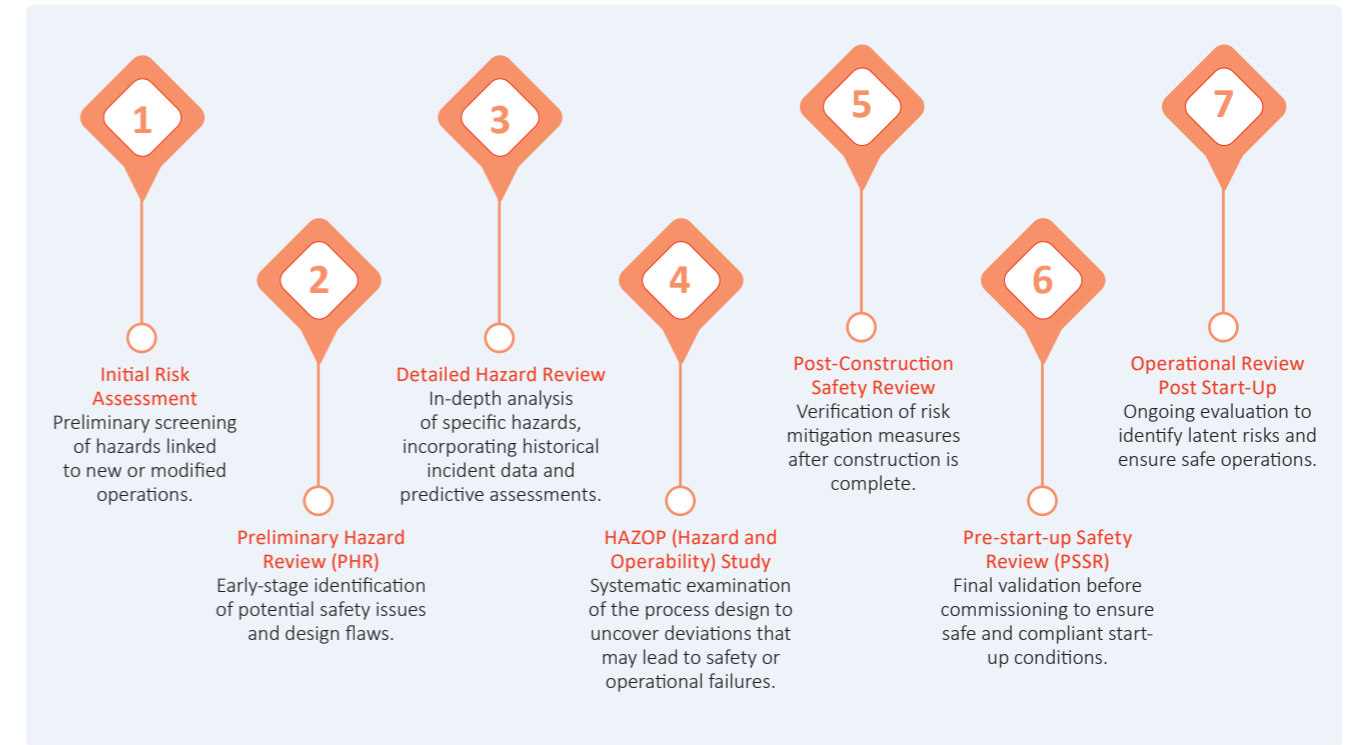 1
Initial Risk
Assessment
Preliminary screening
of hazards linked
to new or modified
operations.
2
Preliminary Hazard
Review (PHR)
Early-stage identification
of potential safety issues
and design flaws.
3
Detailed Hazard Review
In-depth analysis
of specific hazards,
incorporating historical
incident data and
predictive assessments.
4
HAZOP (Hazard and
Operability) Study
Systematic examination
of the process design to
uncover deviations that
may lead to safety or
operational failures.
5
Post-Construction
Safety Review
Verification of risk
mitigation measures
after construction is
complete.
6
Pre-start-up Safety
Review (PSSR)
Final validation before
commissioning to ensure
safe and compliant start-
up conditions.
7
Operational Review
Post Start-Up
Ongoing evaluation to
identify latent risks and
ensure safe operations.